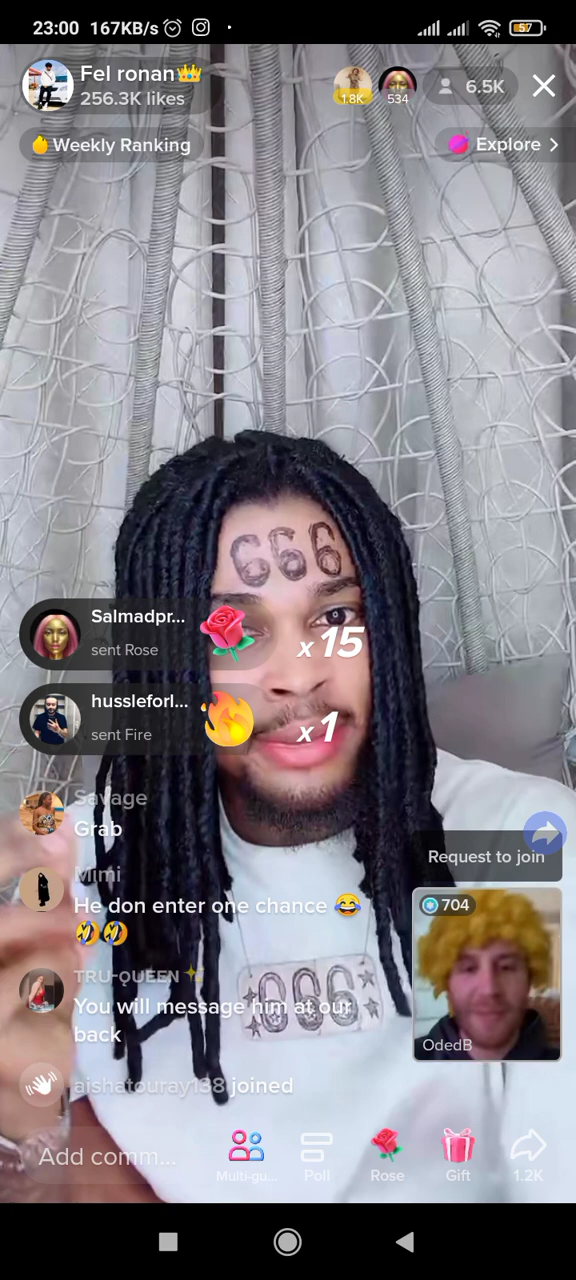 23:00 167KB/s
57
Fel ronan👑
256.3K likes
1.8K
534
6.5K
Weekly Ranking
Explore >
666
Salmadpr...
sent Rose
x15
hussleforl...
sent Fire
x1
Savage
Grab
Mimi
He don enter one chance 😂
🤣🤣
Request to join
704
TRU-QUEEN✨
You will message him at our
back
666
OdedB
aishatouray138 joined
Add comm...
Multi-gu...
Poll
Rose
Gift
1.2K